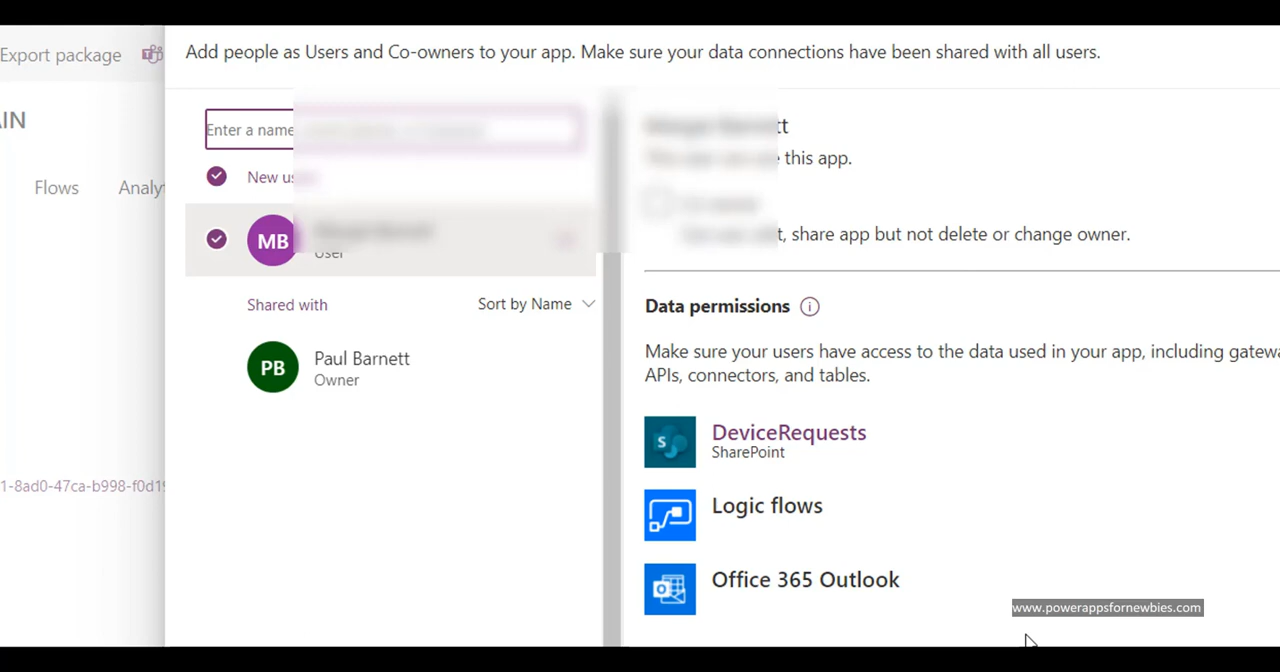 Export package
Add people as Users and Co-owners to your app. Make sure your data connections have been shared with all users.
AIN
Enter a name
this app.
New
Flows
Analy
MB
User
share app but not delete or change owner.
Shared with
Sort by Name
Data permissions
PB
Paul Barnett
Owner
Make sure your users have access to the data used in your app, including gatewa
APIs, connectors, and tables.
DeviceRequests
SharePoint
1-8ad0-47ca-b998-f0d19
Logic flows
Office 365 Outlook
www.powerappsfornewbies.com